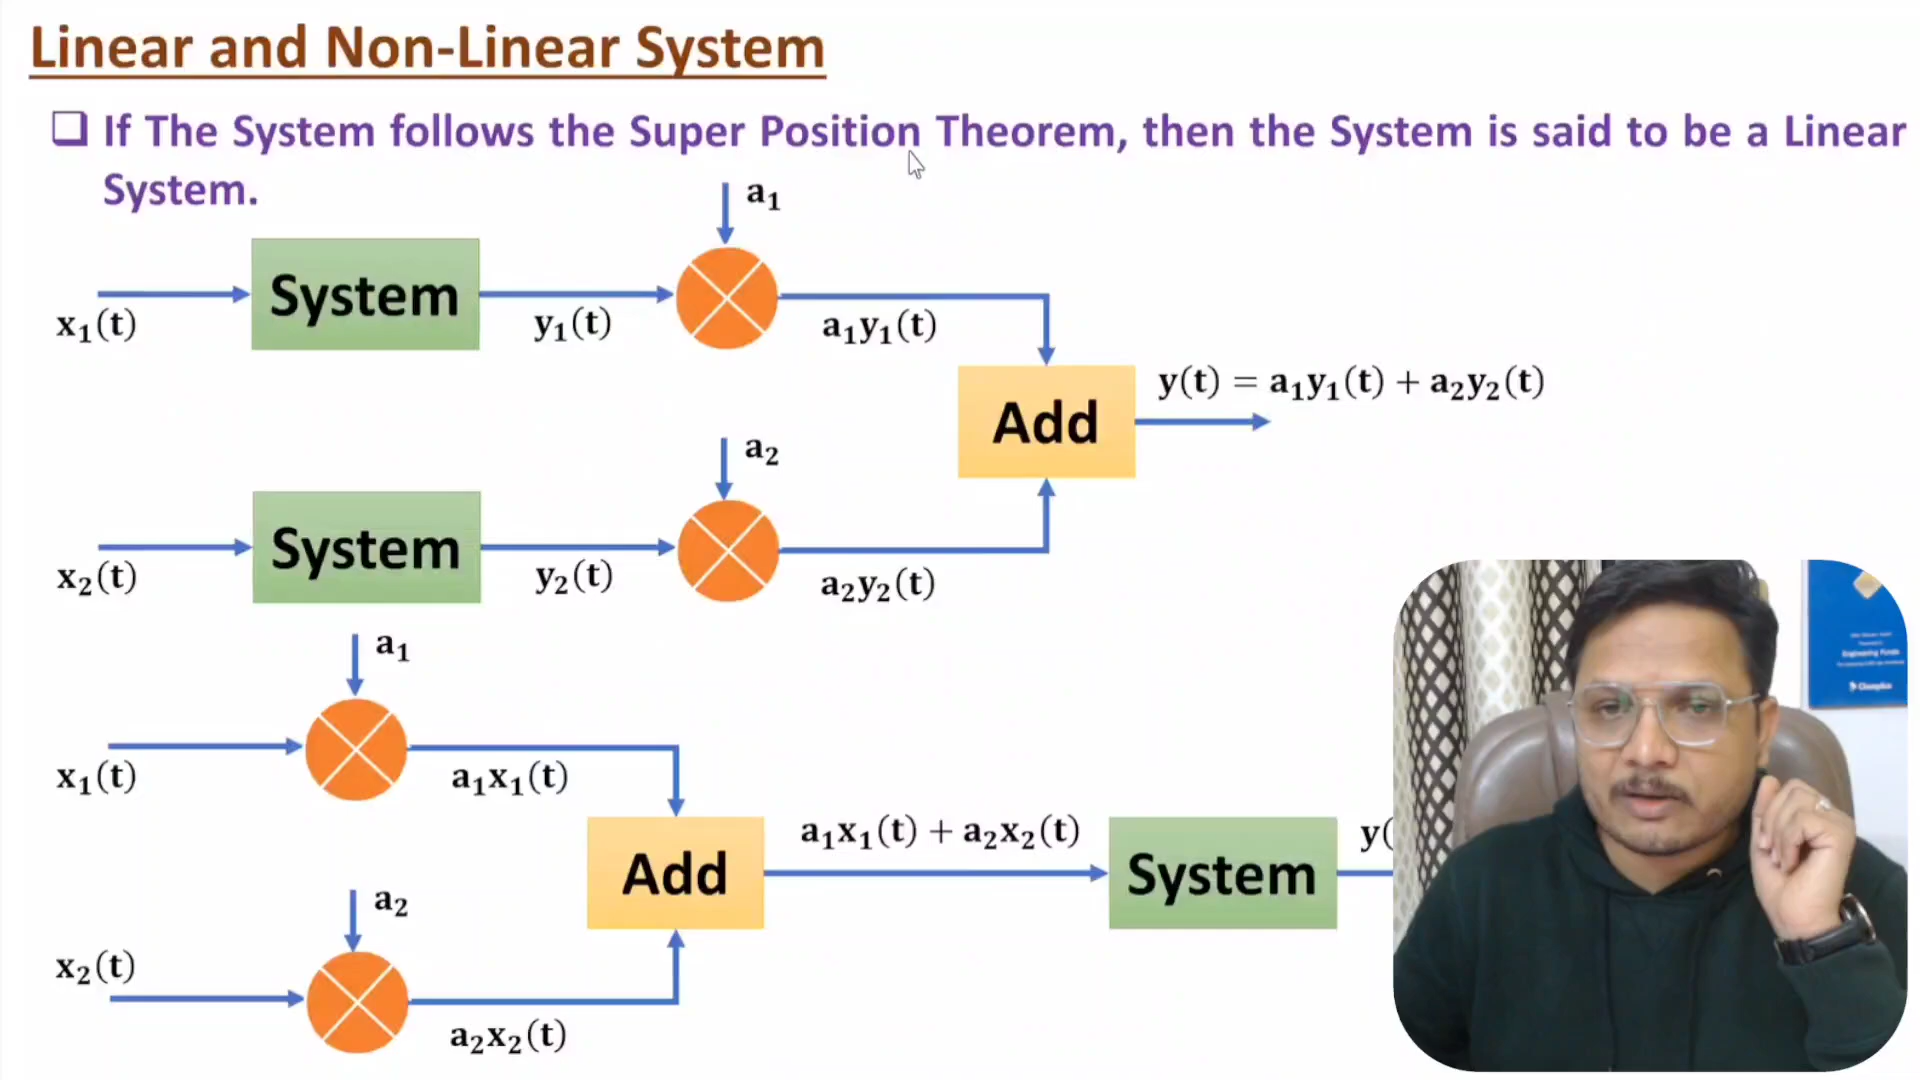 Linear and Non-Linear System
❑ If The System follows the Super Position Theorem, then the System is said to be a Linear
System.
a₁
System
x₁(t)
y₁(t)
a₁y₁(t)
y(t) = a₁y₁(t) + a₂y₂(t)
Add
a₂
System
x₂(t)
y₂(t)
a₂y₂(t)
a₁
x₁(t)
a₁x₁(t)
a₁x₁(t) + a₂x₂(t)
y(
Add
System
a₂
x₂(t)
a₂x₂(t)
Engineering Funda